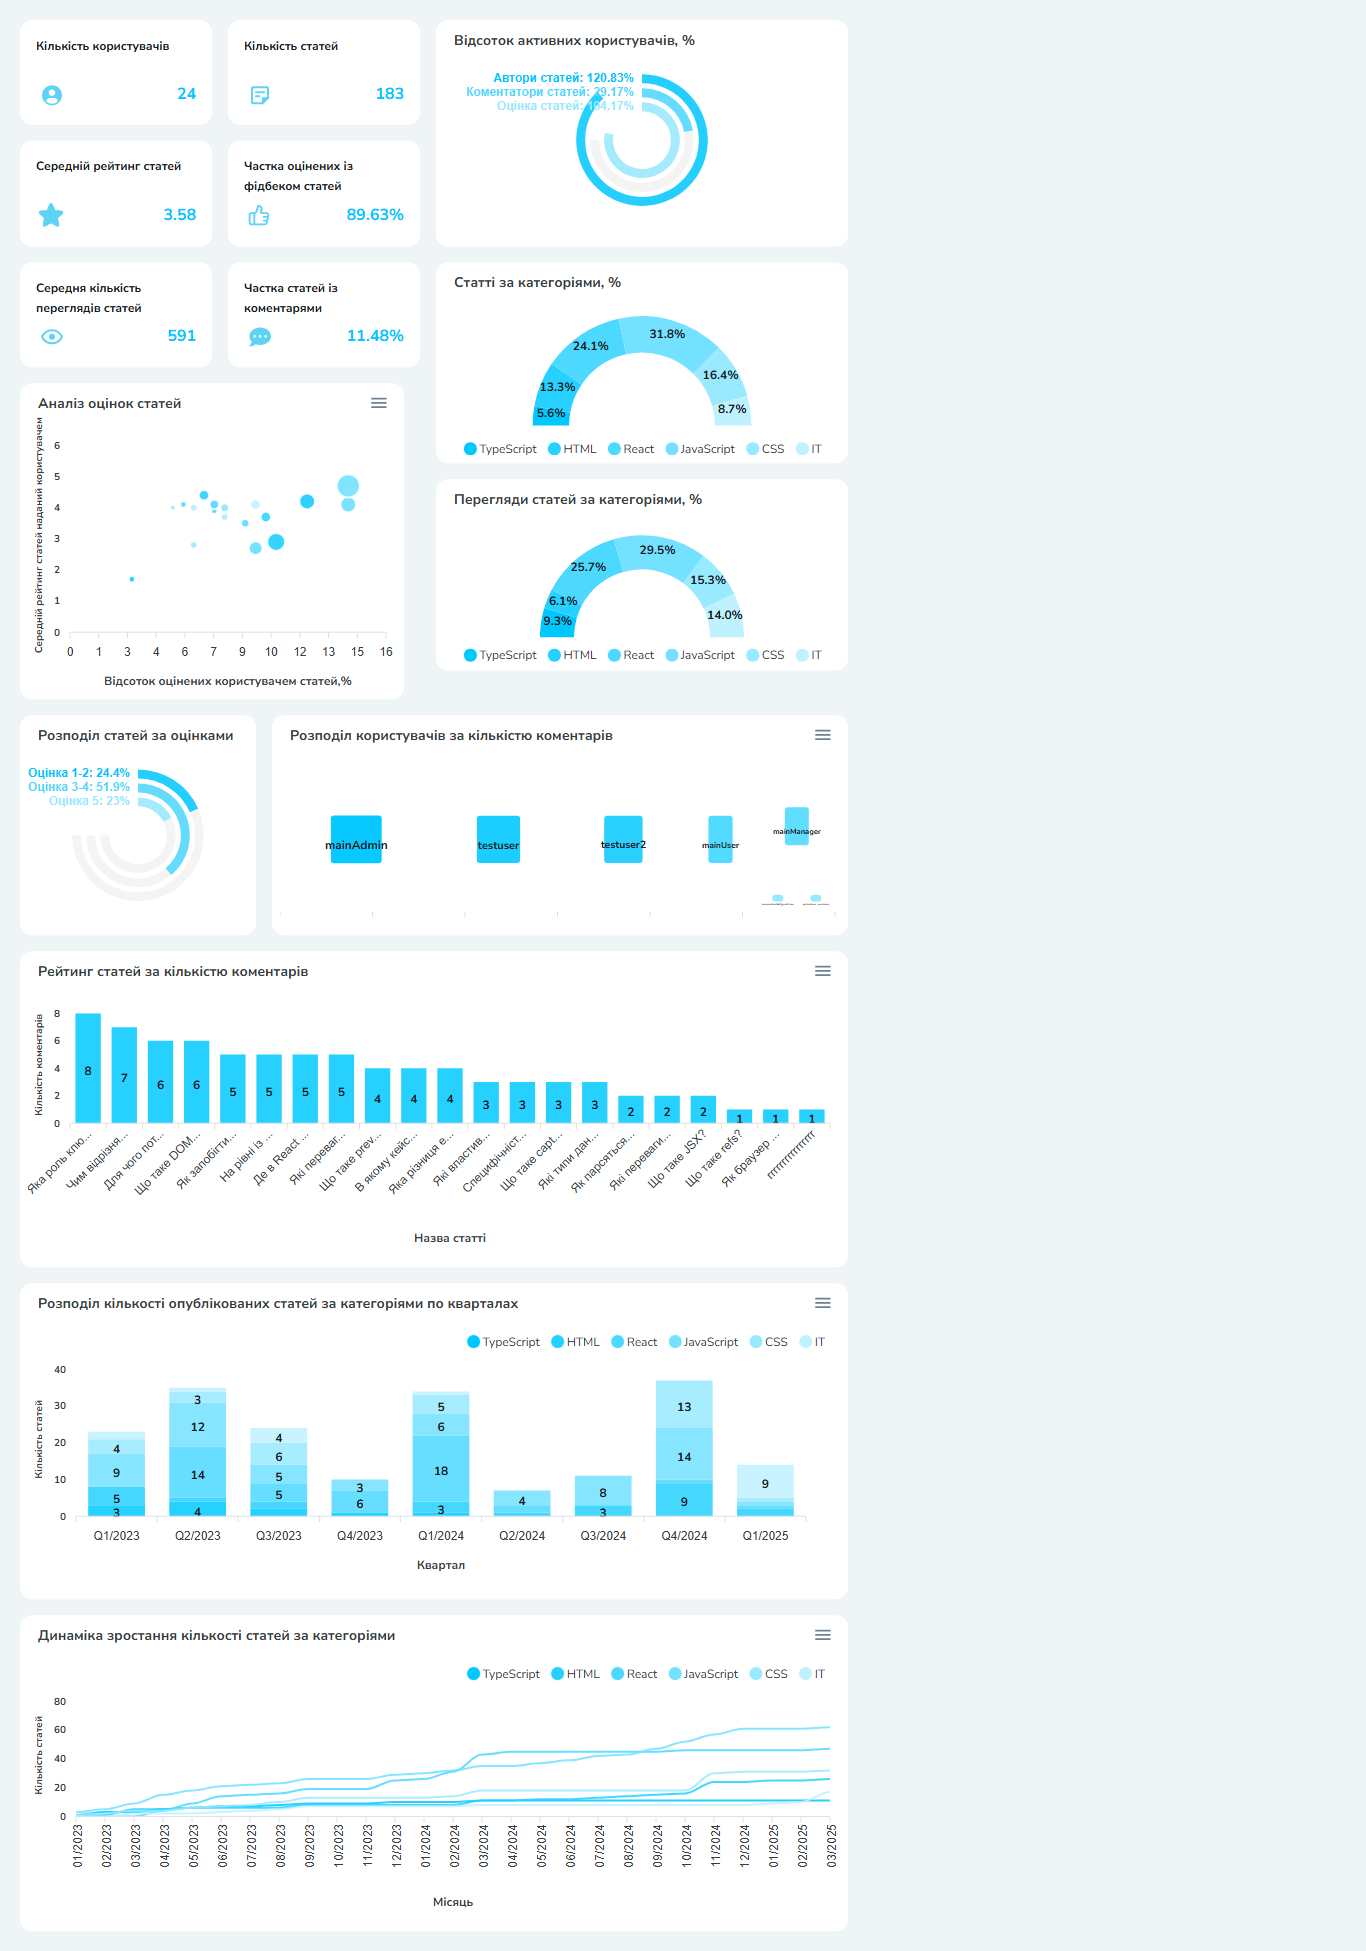 Кількість користувачів
24
Кількість статей
183
Відсоток активних користувачів, %
Автори статей: 120.83%
Коментатори статей: 29.17%
Оцінка статей: 104.17%
Середній рейтинг статей
3.58
Частка оцінених із
фідбеком статей
89.63%
Середня кількість
переглядів статей
591
Частка статей із
коментарями
11.48%
Статті за категоріями, %
5.6%
13.3%
24.1%
31.8%
16.4%
8.7%
TypeScript HTML React JavaScript CSS IT
Аналіз оцінок статей
Середній рейтинг статей наданий користувачем
6
5
4
3
2
1
0
0 1 3 4 6 7 9 10 12 13 15 16
Відсоток оцінених користувачем статей,%
Перегляди статей за категоріями, %
9.3%
6.1%
25.7%
29.5%
15.3%
14.0%
TypeScript HTML React JavaScript CSS IT
Розподіл статей за оцінками
Оцінка 1-2: 24.4%
Оцінка 3-4: 51.9%
Оцінка 5: 23%
Розподіл користувачів за кількістю коментарів
mainAdmin
testuser
testuser2
mainUser
mainManager
Рейтинг статей за кількістю коментарів
Кількість коментарів
8
6
4
2
0
8 7 6 6 5 5 5 5 4 4 4 3 3 3 3 2 2 2 1 1 1
Яка роль клю...
Чим відрізня...
Для чого пот...
Що таке DOM...
Як запобігти...
На рівні із ...
Де в React ...
Які переваг...
Що таке prev...
В якому кейс...
Яка різниця е...
Які властив...
Специфічніст...
Що таке capt...
Які типи дан...
Як парсяться...
Які переваги...
Що таке JSX?
Що таке refs?
Як браузер ...
Назва статті
Розподіл кількості опублікованих статей за категоріями по кварталах
TypeScript HTML React JavaScript CSS IT
Кількість статей
40
30
20
10
0
3 5 9 4
4 14 12 3
5 5 6 4
6 3
3 18 6 5
4
3 8
9 14 13
9
Q1/2023 Q2/2023 Q3/2023 Q4/2023 Q1/2024 Q2/2024 Q3/2024 Q4/2024 Q1/2025
Квартал
Динаміка зростання кількості статей за категоріями
TypeScript HTML React JavaScript CSS IT
Кількість статей
80
60
40
20
0
01/2023 02/2023 03/2023 04/2023 05/2023 06/2023 07/2023 08/2023 09/2023 10/2023 11/2023 12/2023 01/2024 02/2024 03/2024 04/2024 05/2024 06/2024 07/2024 08/2024 09/2024 10/2024 11/2024 12/2024 01/2025 02/2025 03/2025
Місяць